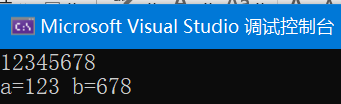 Microsoft Visual Studio 调试控制台
12345678
a=123 b=678